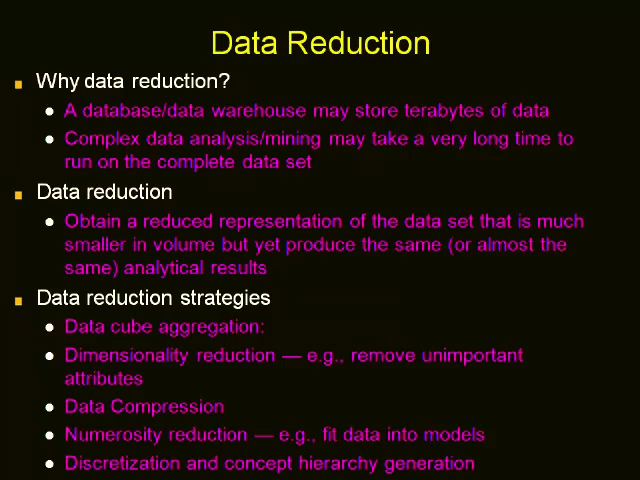 Data Reduction
Why data reduction?
A database/data warehouse may store terabytes of data
Complex data analysis/mining may take a very long time to
run on the complete data set
Data reduction
Obtain a reduced representation of the data set that is much
smaller in volume but yet produce the same (or almost the
same) analytical results
Data reduction strategies
Data cube aggregation:
Dimensionality reduction — e.g., remove unimportant
attributes
Data Compression
Numerosity reduction — e.g., fit data into models
Discretization and concept hierarchy generation